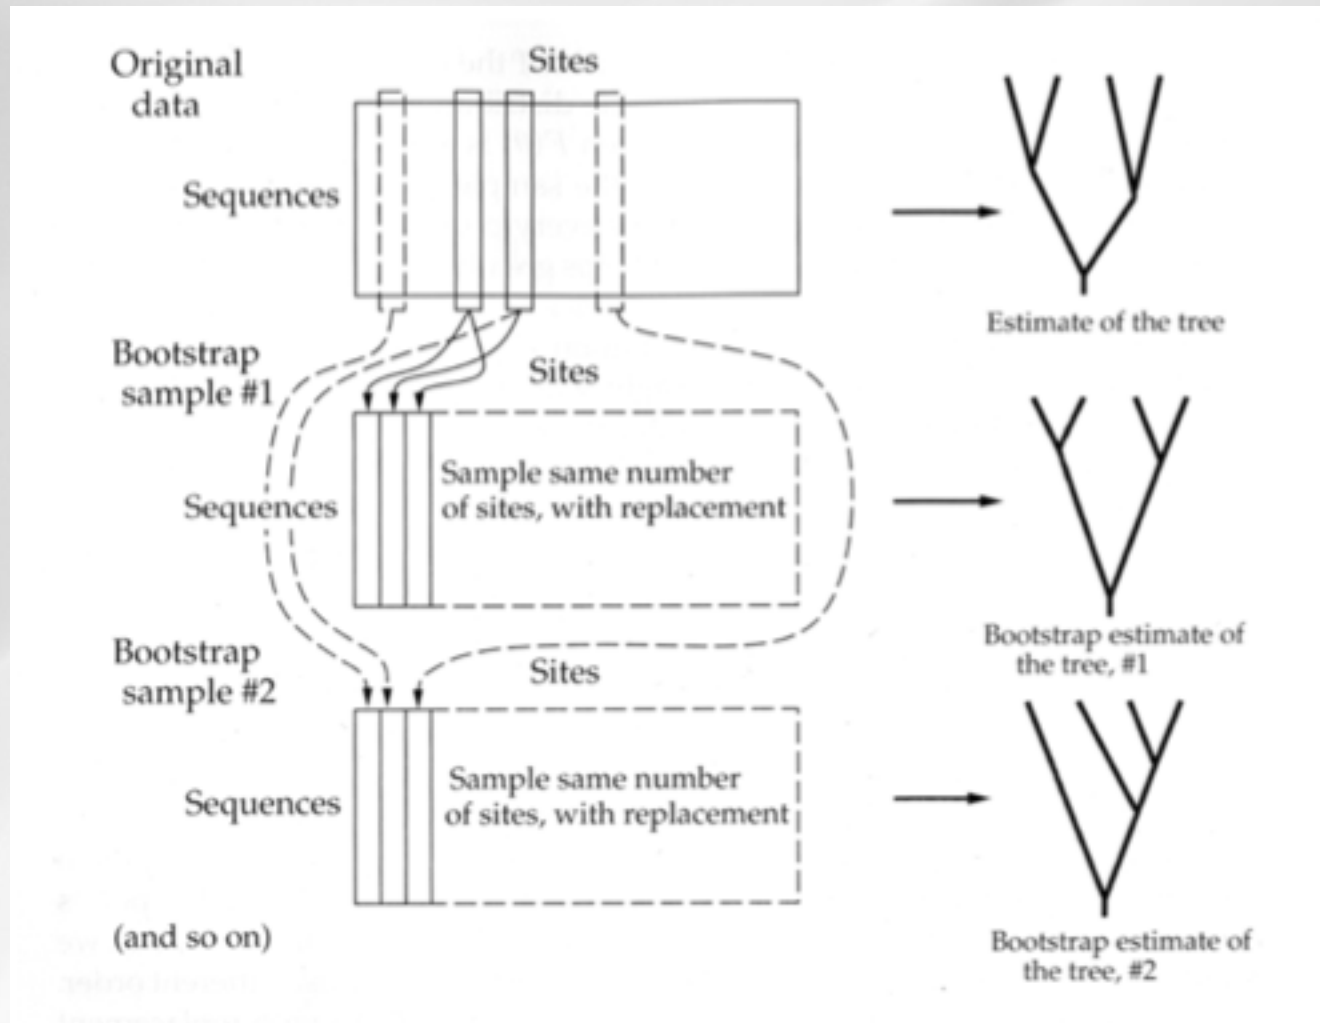 Original
data
Sites
Sequences
Estimate of the tree
Bootstrap
sample #1
Sites
Sequences
Sample same number
of sites, with replacement
Bootstrap estimate of
the tree, #1
Bootstrap
sample #2
Sites
Sequences
Sample same number
of sites, with replacement
Bootstrap estimate of
the tree, #2
(and so on)